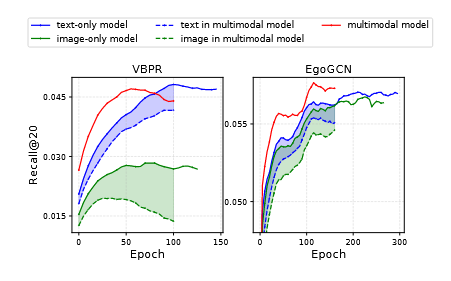 text-only model text in multimodal model multimodal model
image-only model image in multimodal model
VBPR EgoGCN
Recall@20
0.045
0.030
0.015
0.055
0.050
0 50 100 150
0 100 200 300
Epoch Epoch